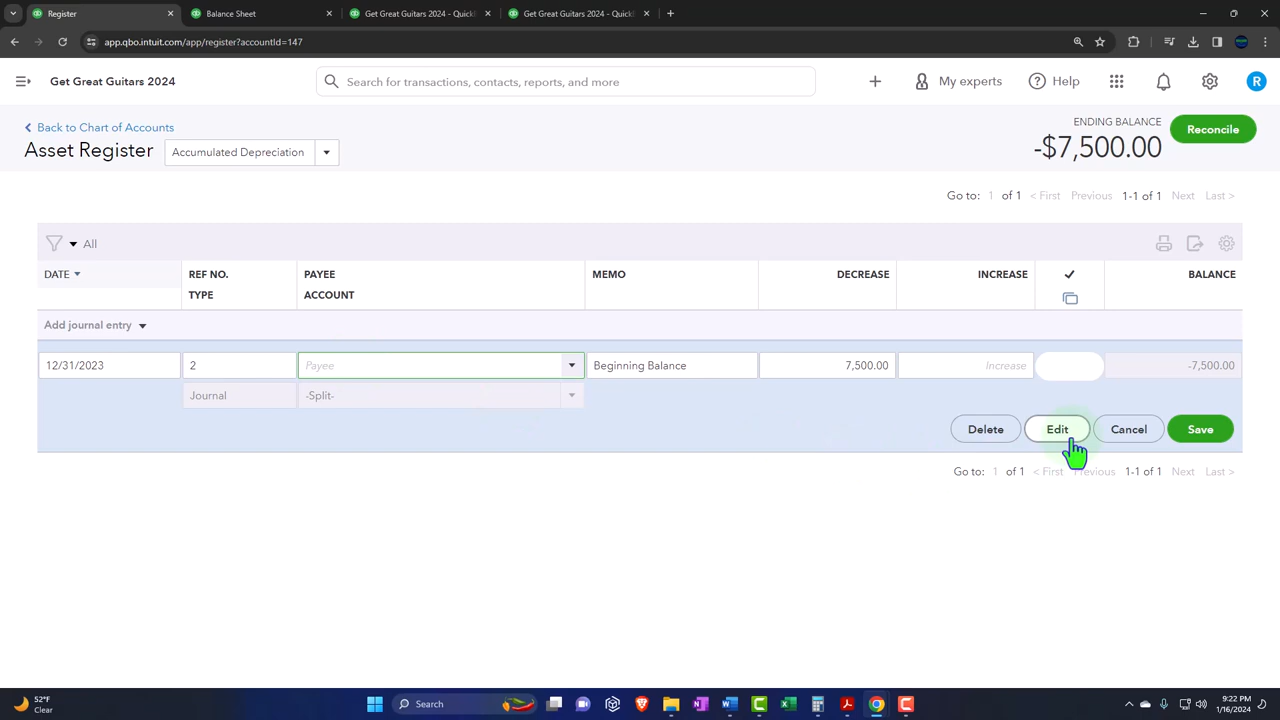 Register
Balance Sheet
Get Great Guitars 2024 - QuickB
Get Great Guitars 2024 - QuickB
app.qbo.intuit.com/app/register?accountId=147
Get Great Guitars 2024
Search for transactions, contacts, reports, and more
My experts
Help
R
Back to Chart of Accounts
ENDING BALANCE
Reconcile
Asset Register
Accumulated Depreciation
-$7,500.00
Go to: 1 of 1 < First Previous 1-1 of 1 Next Last >
All
DATE REF NO. PAYEE MEMO DECREASE INCREASE ✓ BALANCE
TYPE ACCOUNT
Add journal entry
12/31/2023 2 Payee Beginning Balance 7,500.00 Increase -7,500.00
Journal -Split-
Delete Edit Cancel Save
Go to: 1 of 1 < First Previous 1-1 of 1 Next Last >
52°F
Clear
Search
9:22 PM
1/16/2024